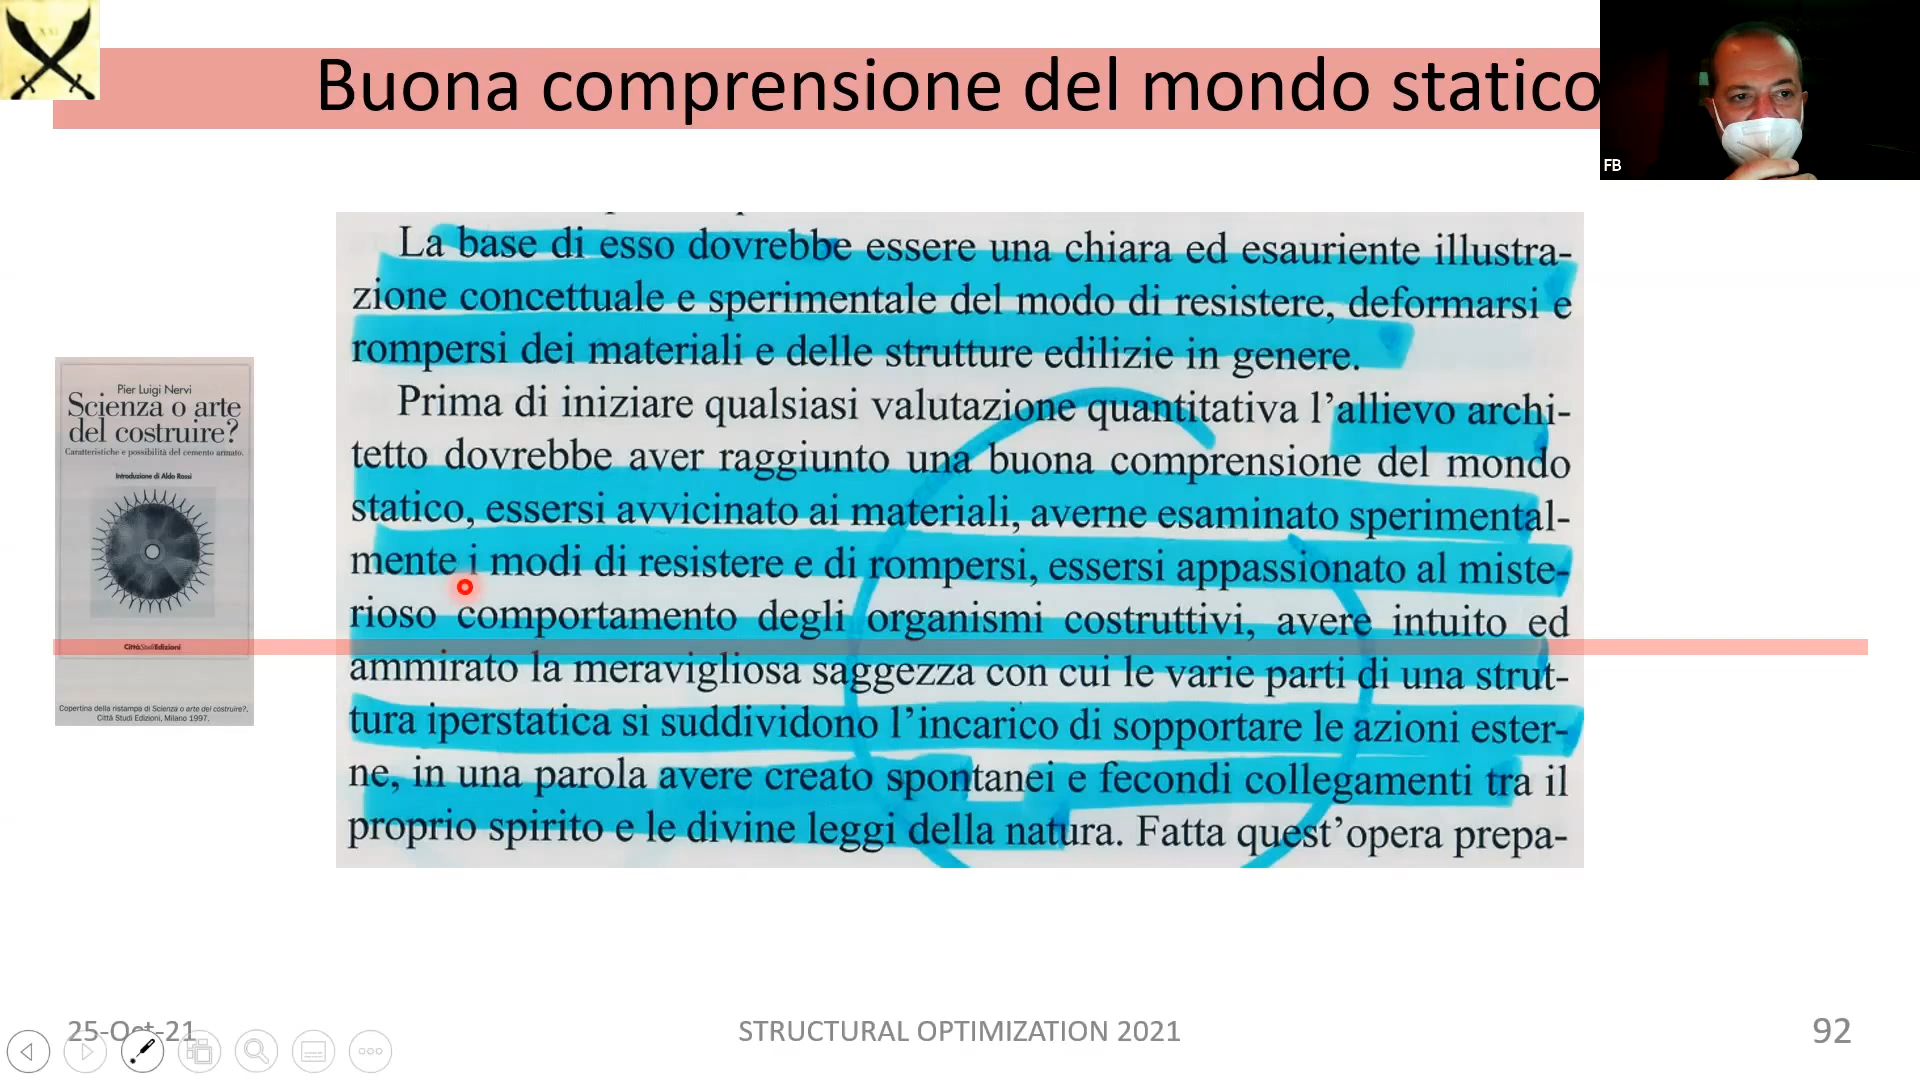 XXI
Buona comprensione del mondo statico
FB
La base di esso dovrebbe essere una chiara ed esauriente illustra-
zione concettuale e sperimentale del modo di resistere, deformarsi e
rompersi dei materiali e delle strutture edilizie in genere.
Prima di iniziare qualsiasi valutazione quantitativa l’allievo archi-
tetto dovrebbe aver raggiunto una buona comprensione del mondo
statico, essersi avvicinato ai materiali, averne esaminato sperimental-
mente i modi di resistere e di rompersi, essersi appassionato al miste-
rioso comportamento degli organismi costruttivi, avere intuito ed
ammirato la meravigliosa saggezza con cui le varie parti di una strut-
tura iperstatica si suddividono l’incarico di sopportare le azioni ester-
ne, in una parola avere creato spontanei e fecondi collegamenti tra il
proprio spirito e le divine leggi della natura. Fatta quest’opera prepa-
Pier Luigi Nervi
Scienza o arte
del costruire?
Caratteristiche e possibilità del cemento armato.
Introduzione di Aldo Rossi
CittàStudiEdizioni
Copertina della ristampa di Scienza o arte del costruire?,
Città Studi Edizioni, Milano 1997.
25-Oct-21
STRUCTURAL OPTIMIZATION 2021
92